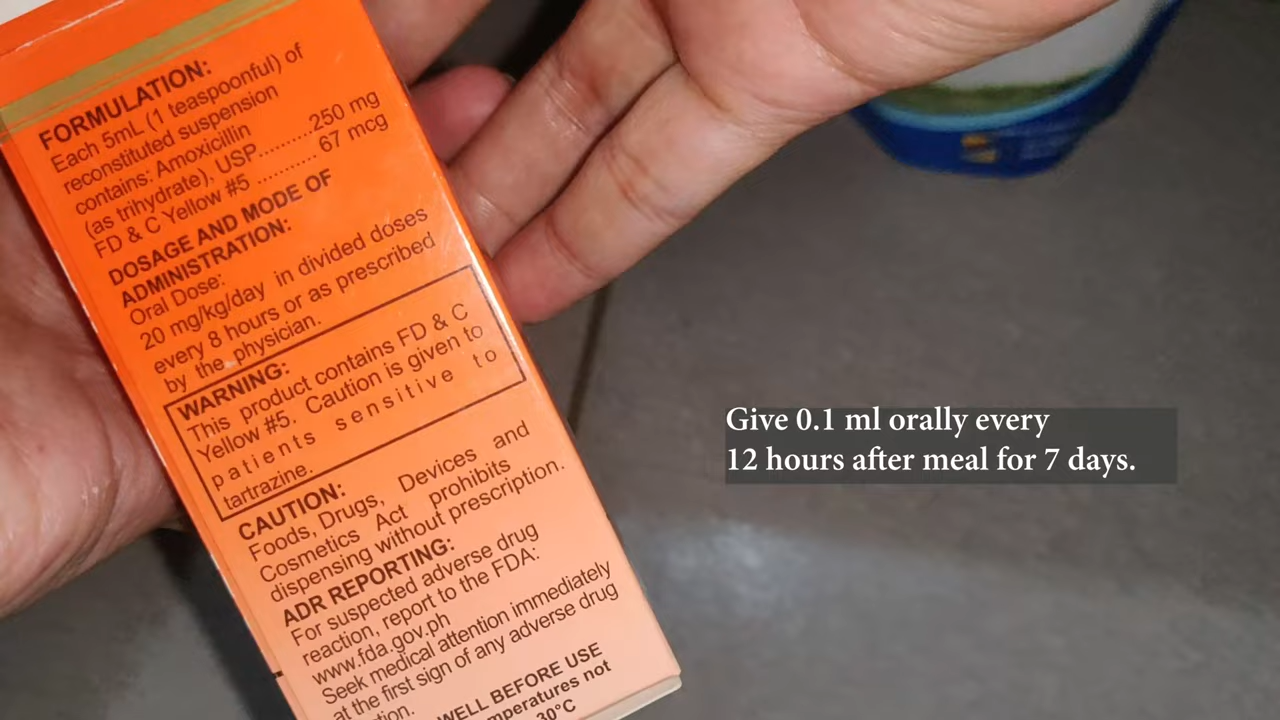 FORMULATION:
Each 5mL (1 teaspoonful) of
reconstituted suspension
contains: Amoxicillin
(as trihydrate), USP..........250 mg
FD & C Yellow #5 ........... 67 mcg
DOSAGE AND MODE OF
ADMINISTRATION:
Oral Dose:
20 mg/kg/day in divided doses
every 8 hours or as prescribed
by the physician.
WARNING:
This product contains FD & C
Yellow #5. Caution is given to
patients sensitive to
tartrazine.
CAUTION:
Foods, Drugs, Devices and
Cosmetics Act prohibits
dispensing without prescription.
ADR REPORTING:
For suspected adverse drug
reaction, report to the FDA:
www.fda.gov.ph
Seek medical attention immediately
at the first sign of any adverse drug
WELL BEFORE USE
not
30°C
Give 0.1 ml orally every
12 hours after meal for 7 days.